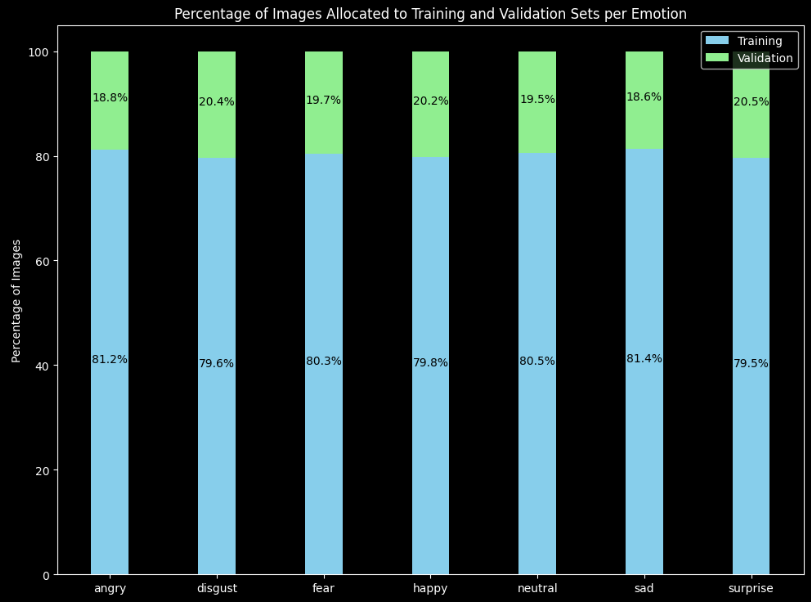 Percentage of Images Allocated to Training and Validation Sets per Emotion
Training
Validation
Percentage of Images
100
80
60
40
20
0
18.8%
20.4%
19.7%
20.2%
19.5%
18.6%
20.5%
81.2%
79.6%
80.3%
79.8%
80.5%
81.4%
79.5%
angry
disgust
fear
happy
neutral
sad
surprise